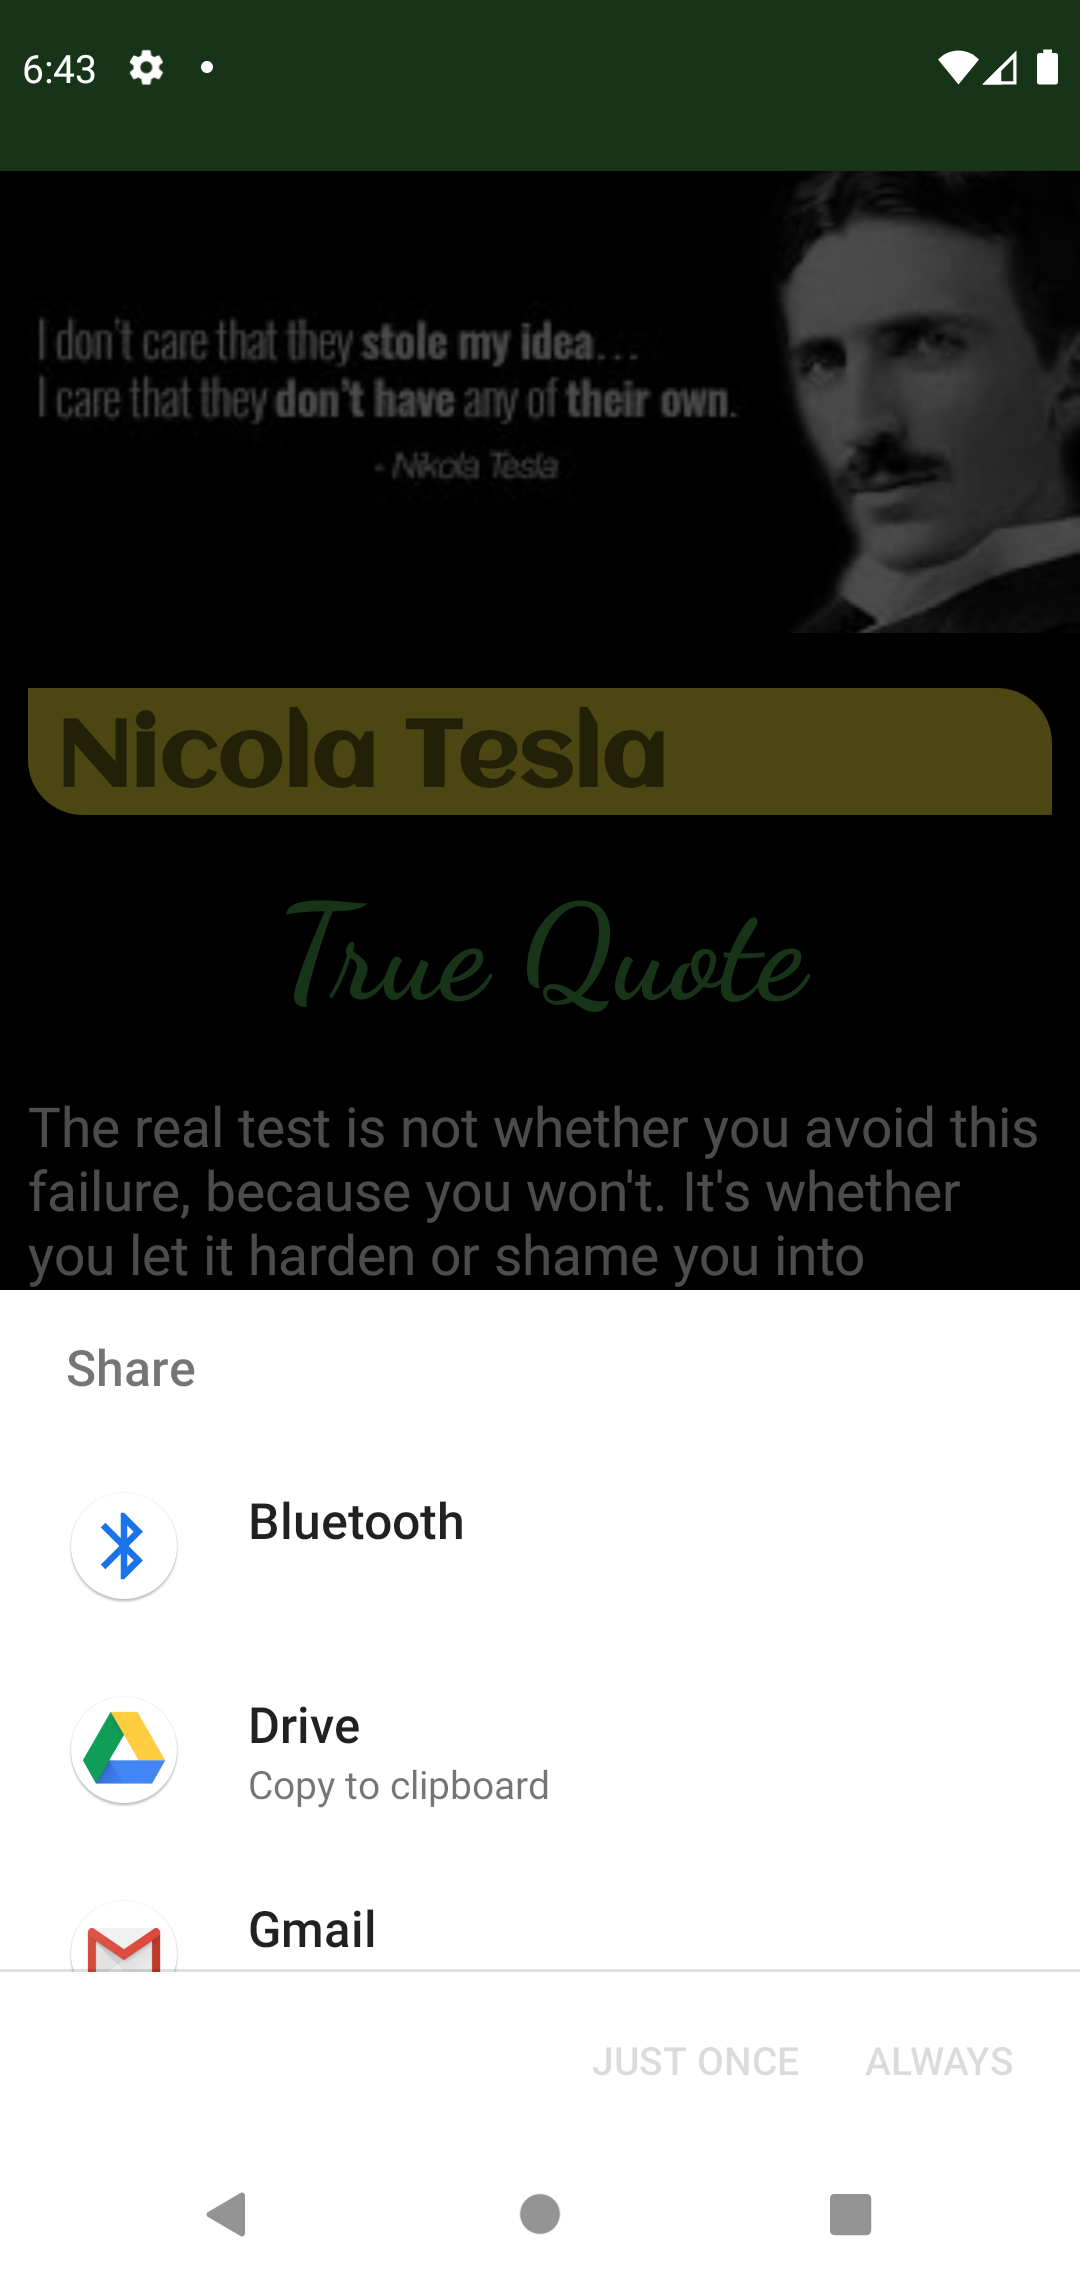 6:43
I don't care that they stole my idea...
I care that they don't have any of their own.
- Nikola Tesla
Nicola Tesla
True Quote
The real test is not whether you avoid this
failure, because you won't. It's whether
you let it harden or shame you into
Share
Bluetooth
Drive
Copy to clipboard
Gmail
JUST ONCE
ALWAYS